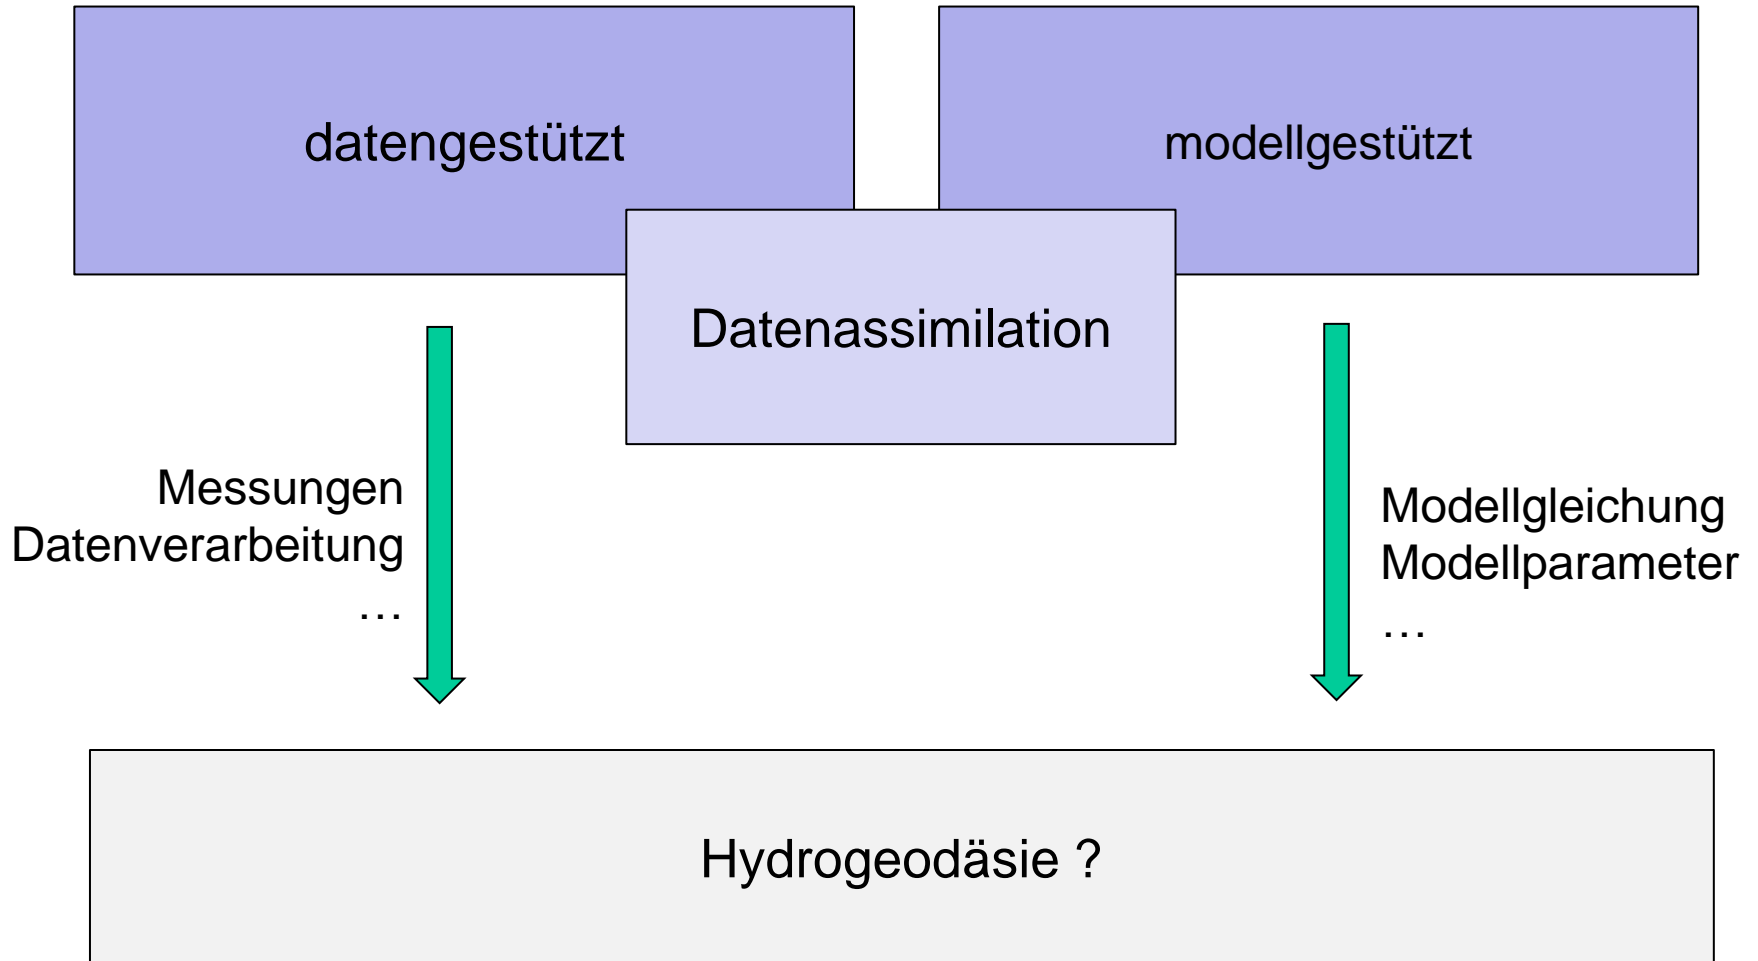 datengestützt
modellgestützt
Datenassimilation
Messungen
Datenverarbeitung
…
Modellgleichung
Modellparameter
…
Hydrogeodäsie ?